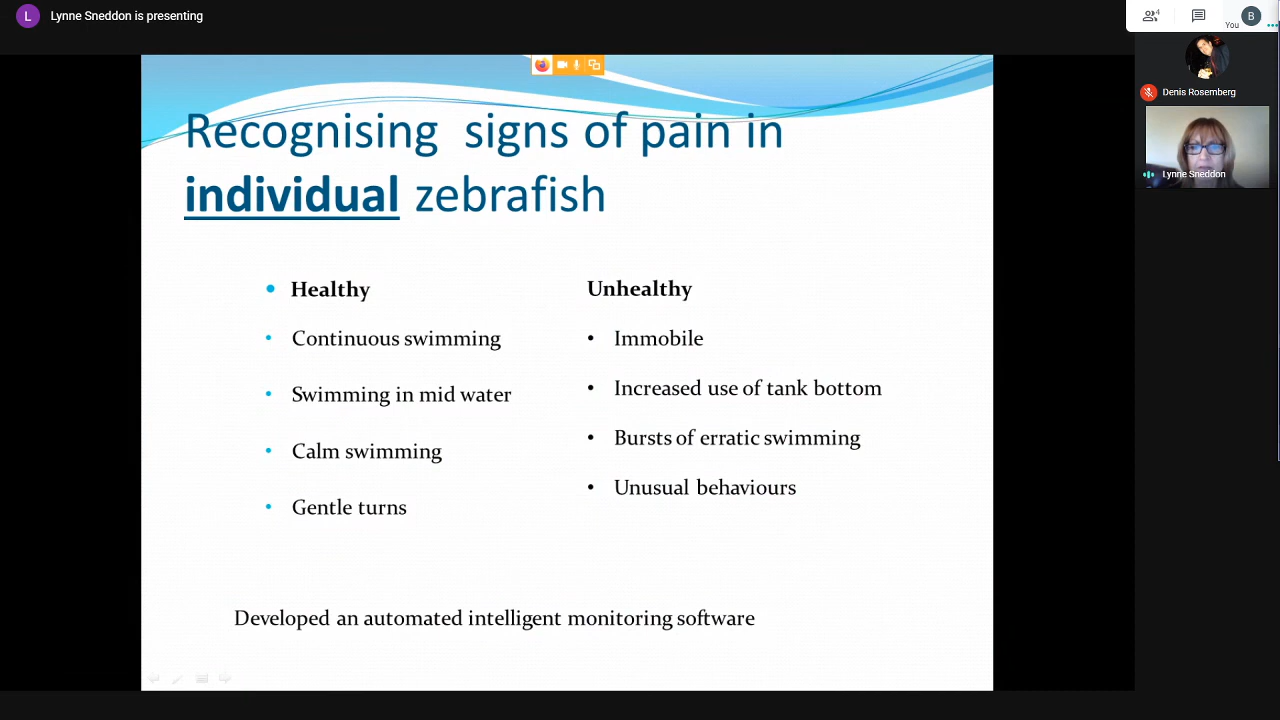 L
Lynne Sneddon is presenting
4
You
B
Denis Rosemberg
Lynne Sneddon
Recognising signs of pain in
individual zebrafish
• Healthy
• Continuous swimming
• Swimming in mid water
• Calm swimming
• Gentle turns
Unhealthy
• Immobile
• Increased use of tank bottom
• Bursts of erratic swimming
• Unusual behaviours
Developed an automated intelligent monitoring software